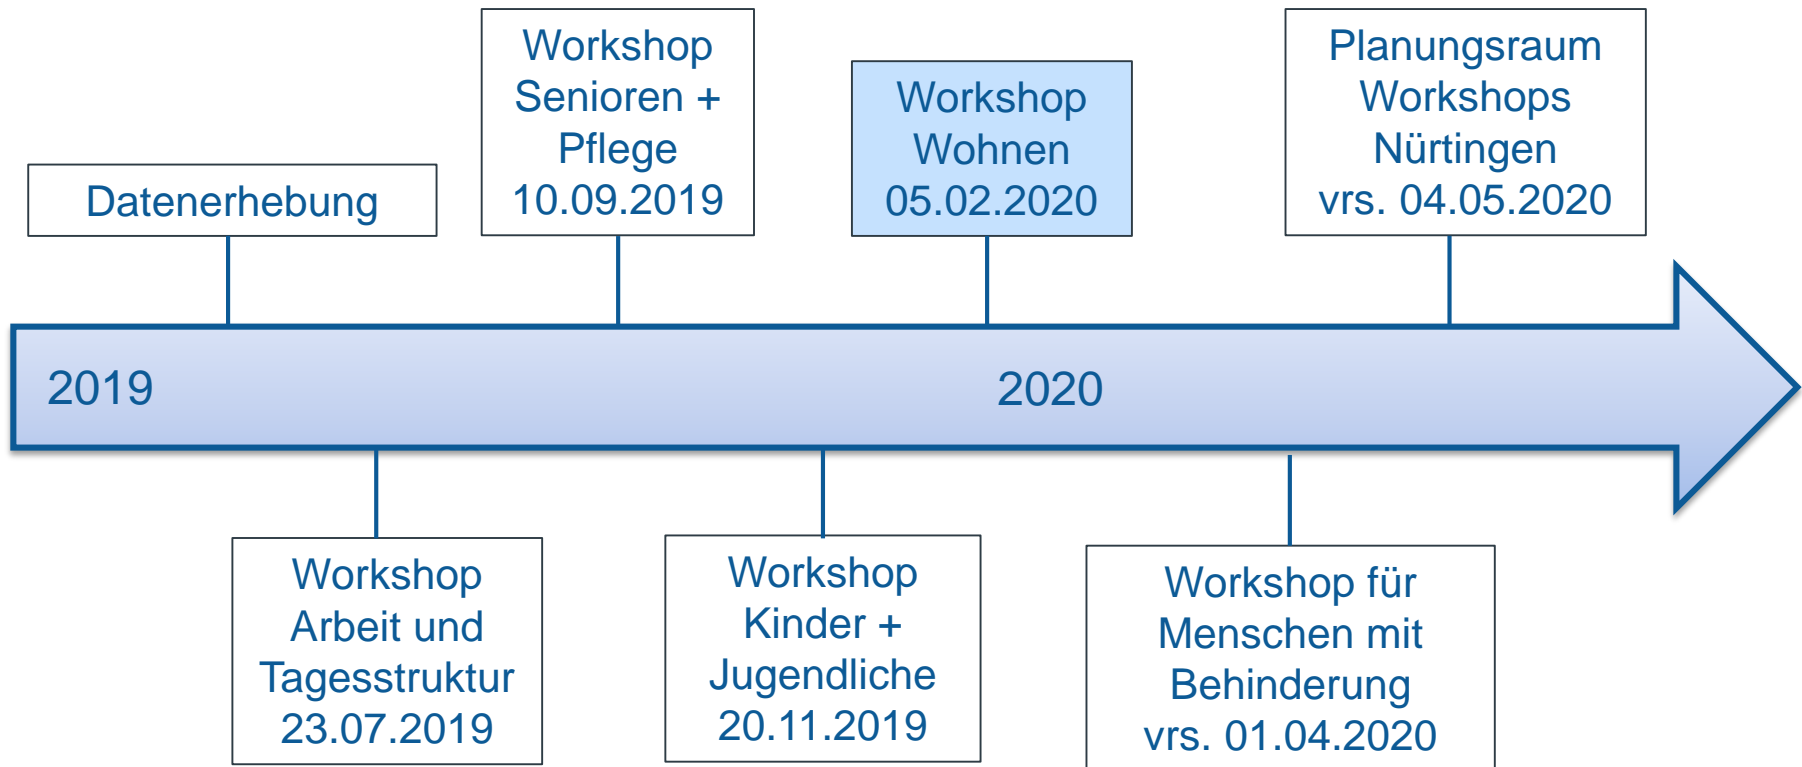 Datenerhebung
Workshop
Senioren +
Pflege
10.09.2019
Workshop
Wohnen
05.02.2020
Planungsraum
Workshops
Nürtingen
vrs. 04.05.2020
2019
2020
Workshop
Arbeit und
Tagesstruktur
23.07.2019
Workshop
Kinder +
Jugendliche
20.11.2019
Workshop für
Menschen mit
Behinderung
vrs. 01.04.2020